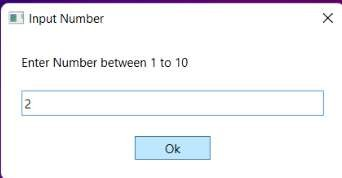 Input Number
Enter Number between 1 to 10
2
Ok